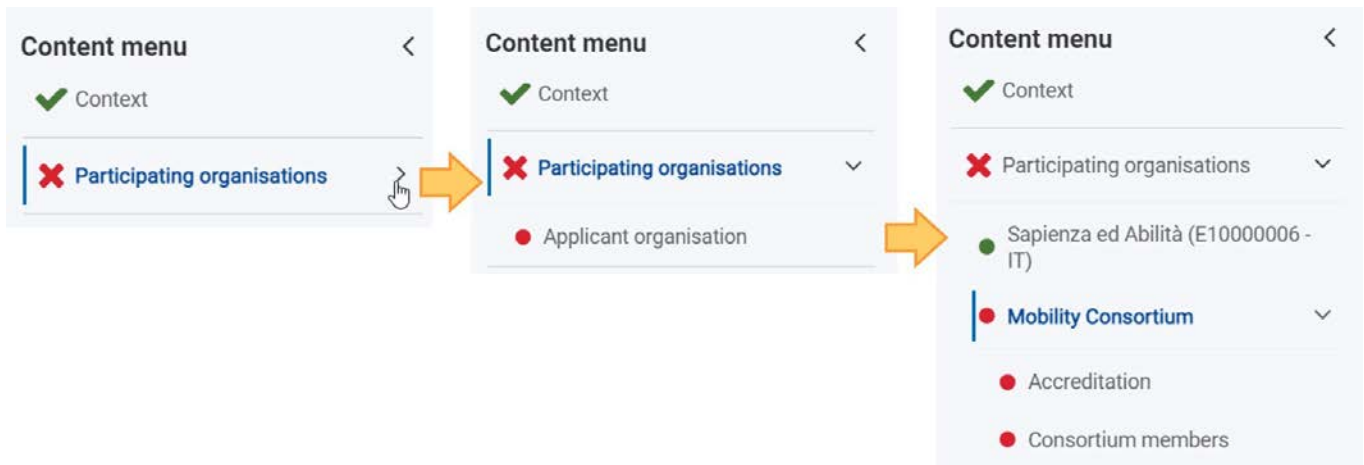 Content menu
Context
Participating organisations
Content menu
Context
Participating organisations
Applicant organisation
Content menu
Context
Participating organisations
Sapienza ed Abilità (E10000006 -
IT)
Mobility Consortium
Accreditation
Consortium members